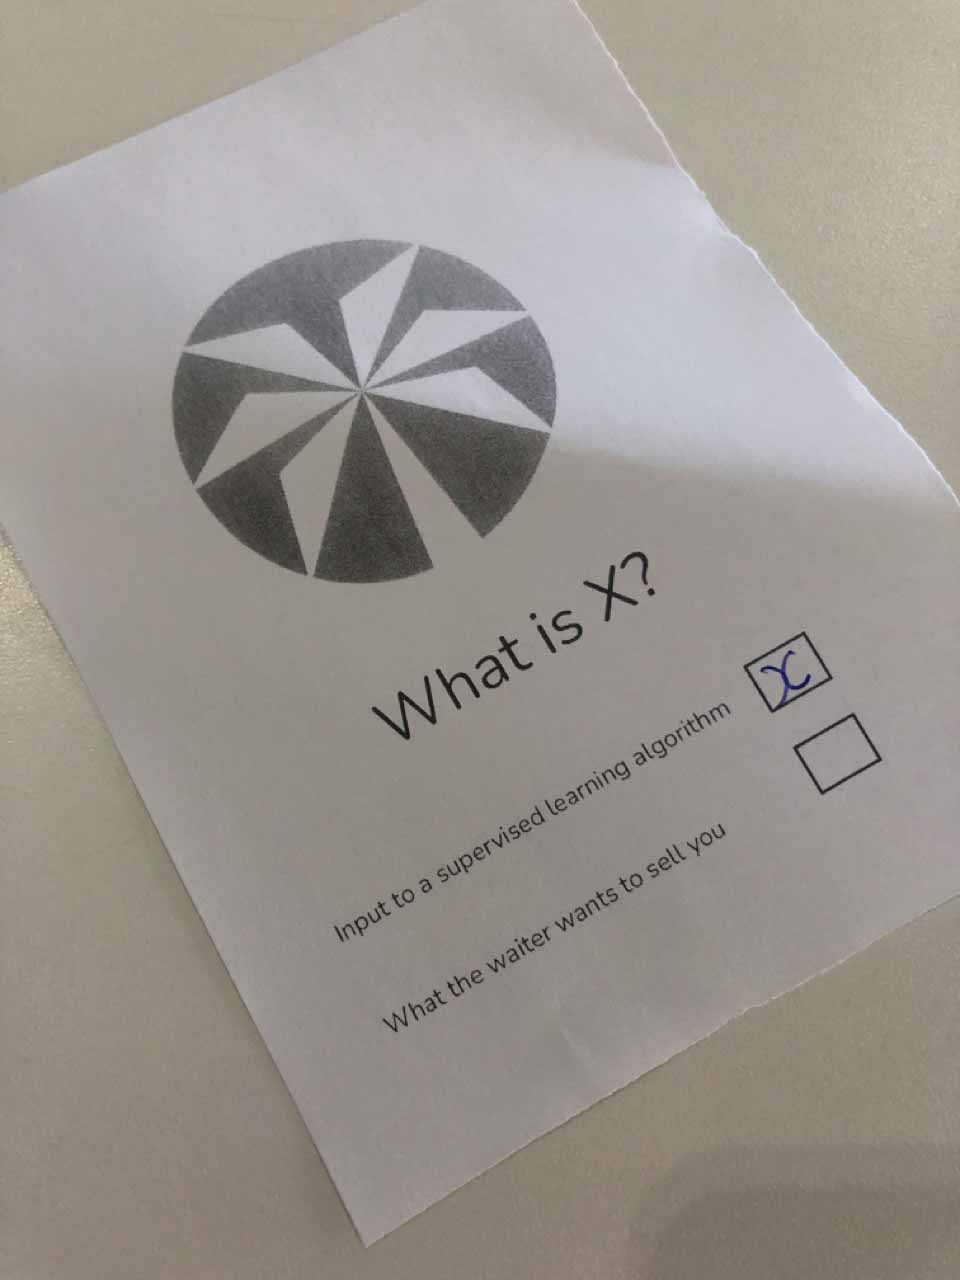 What is X?
Input to a supervised learning algorithm x
What the waiter wants to sell you